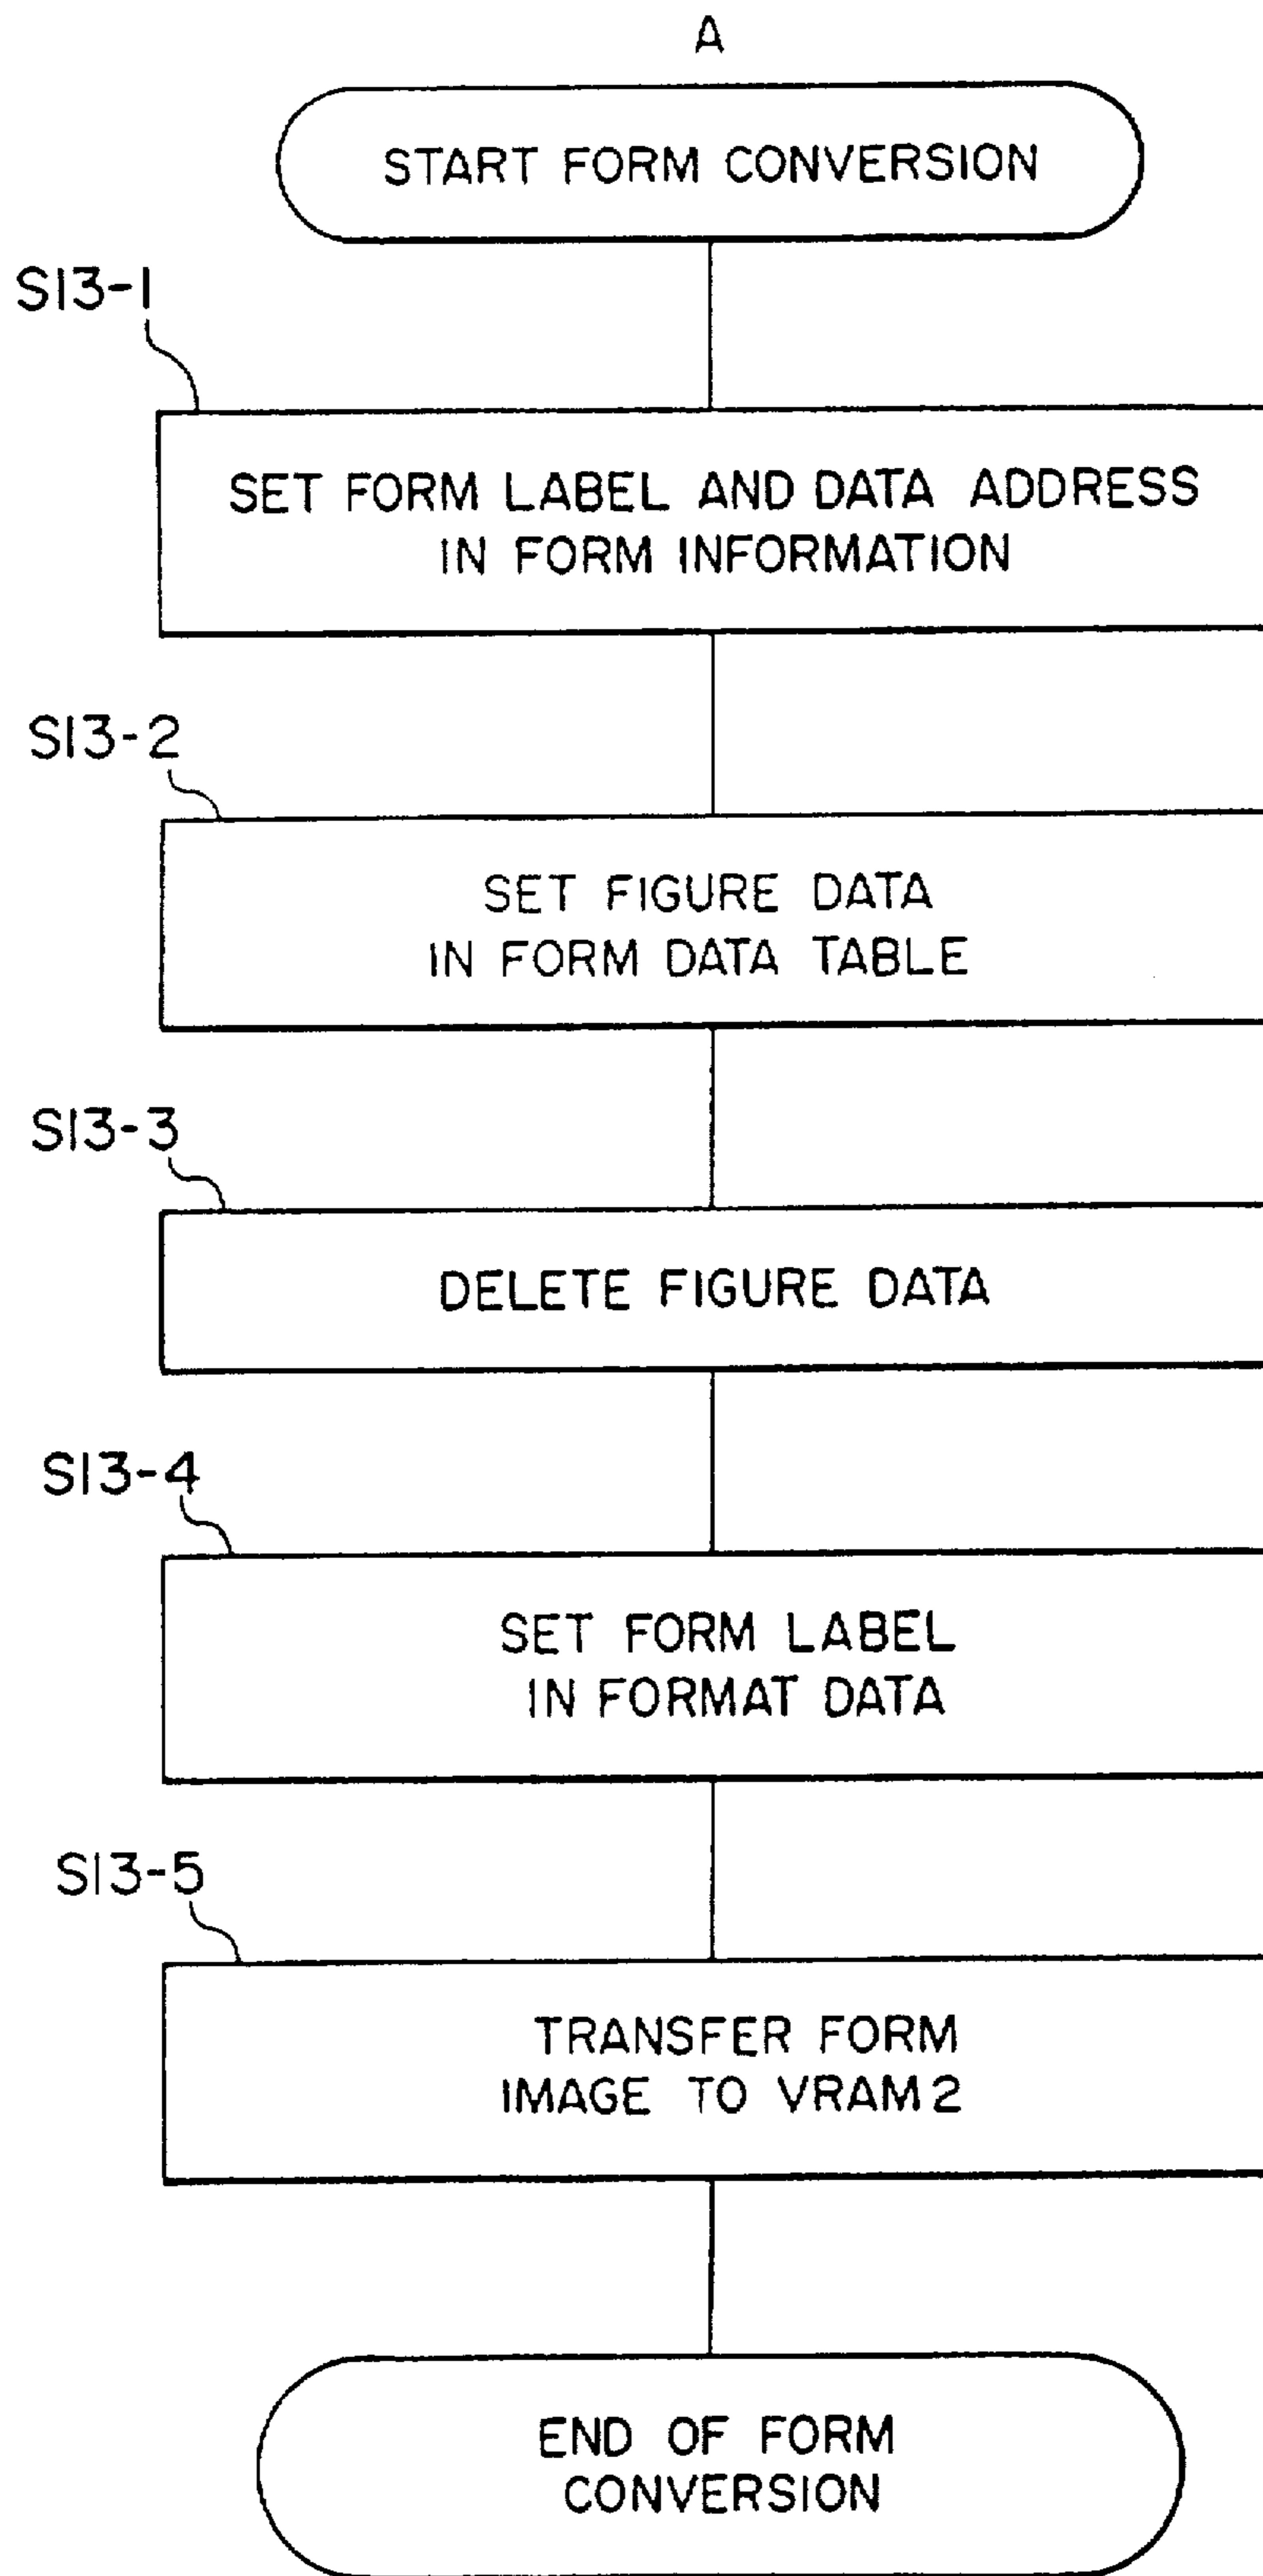 A
START FORM CONVERSION
S13-1
SET FORM LABEL AND DATA ADDRESS
IN FORM INFORMATION
S13-2
SET FIGURE DATA
IN FORM DATA TABLE
S13-3
DELETE FIGURE DATA
S13-4
SET FORM LABEL
IN FORMAT DATA
S13-5
TRANSFER FORM
IMAGE TO VRAM2
END OF FORM
CONVERSION